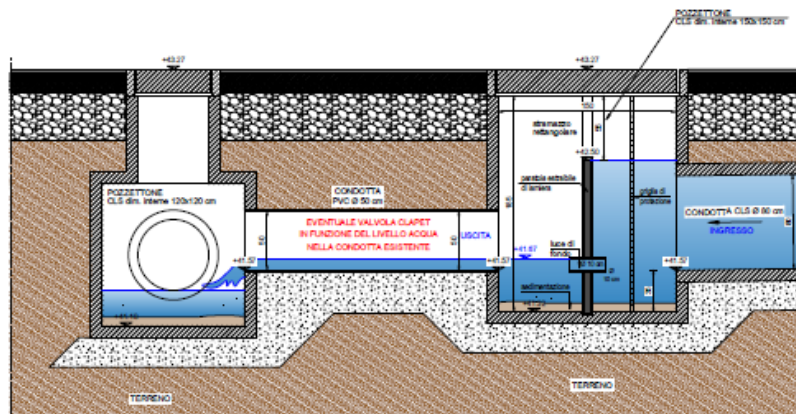 POZZETTONE
CLS dim. interne 150x150 cm
+43.27
+43.27
150
stramazzo
rettangolare
+42.50
POZZETTONE
CLS dim. interne 120x120 cm
CONDOTTA
PVC Ø 50 cm
paratoia estraibile
di lamiera
griglia di
protezione
EVENTUALE VALVOLA CLAPET
IN FUNZIONE DEL LIVELLO ACQUA
NELLA CONDOTTA ESISTENTE
USCITA
CONDOTTA CLS Ø 80 cm
INGRESSO
50
50
luce di
fondo
+41.57
+41.57
+41.67
+41.57
sedimentazione
+41.10
TERRENO
TERRENO